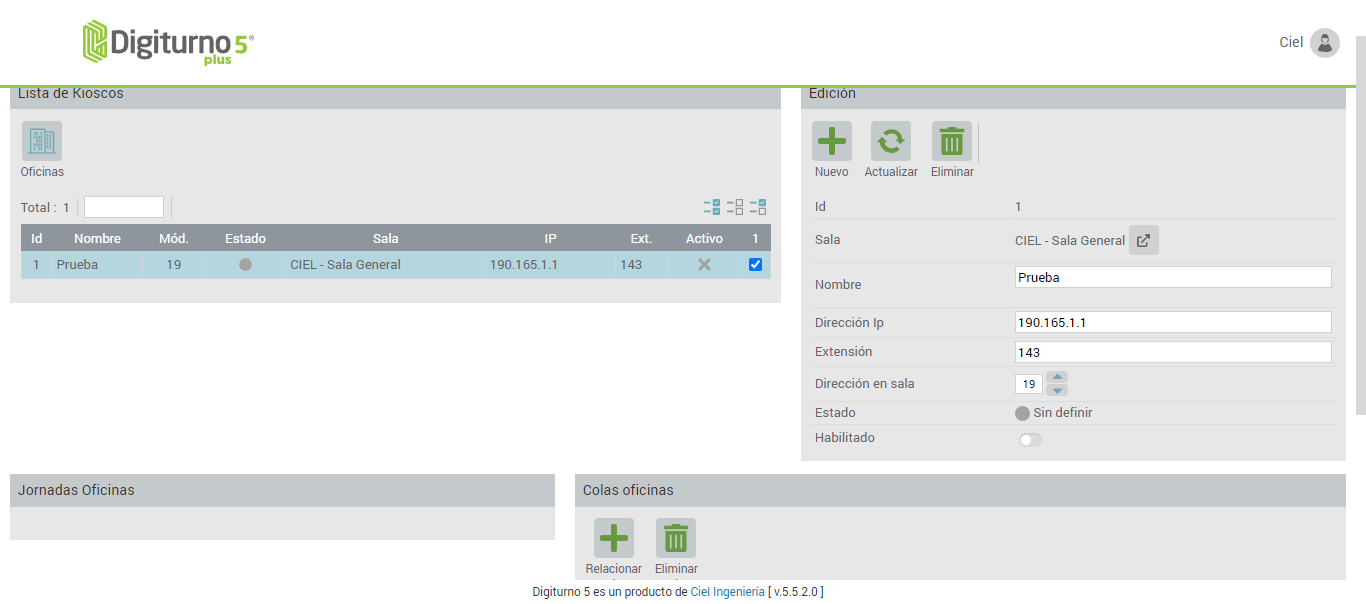 Digiturno 5®
plus
Ciel
Lista de Kioscos
Oficinas
Total : 1
Id Nombre Mód. Estado Sala IP Ext. Activo 1
1 Prueba 19 CIEL - Sala General 190.165.1.1 143
Edición
Nuevo Actualizar Eliminar
Id 1
Sala CIEL - Sala General
Nombre Prueba
Dirección Ip 190.165.1.1
Extensión 143
Dirección en sala 19
Estado Sin definir
Habilitado
Jornadas Oficinas
Colas oficinas
Relacionar Eliminar
Digiturno 5 es un producto de Ciel Ingeniería [ v.5.5.2.0 ]